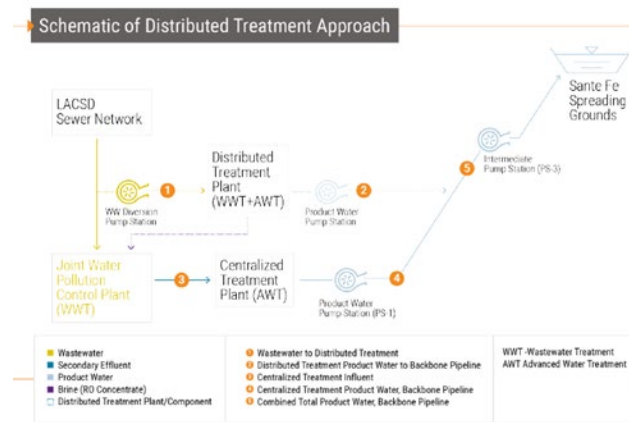 Schematic of Distributed Treatment Approach
LACSD
Sewer Network
Sante Fe
Spreading
Grounds
Distributed
Treatment
Plant
(WWT+AWT)
1
2
5
Intermediate
Pump Station (PS-3)
WW Diversion
Pump Station
Product Water
Pump Station
Joint Water
Pollution
Control Plant
(WWT)
3
Centralized
Treatment
Plant (AWT)
4
Product Water
Pump Station (PS-1)
Wastewater
Secondary Effluent
Product Water
Brine (RO Concentrate)
Distributed Treatment Plant/Component
1 Wastewater to Distributed Treatment
2 Distributed Treatment Product Water to Backbone Pipeline
3 Centralized Treatment Influent
4 Centralized Treatment Product Water, Backbone Pipeline
5 Combined Total Product Water, Backbone Pipeline
WWT -Wastewater Treatment
AWT Advanced Water Treatment